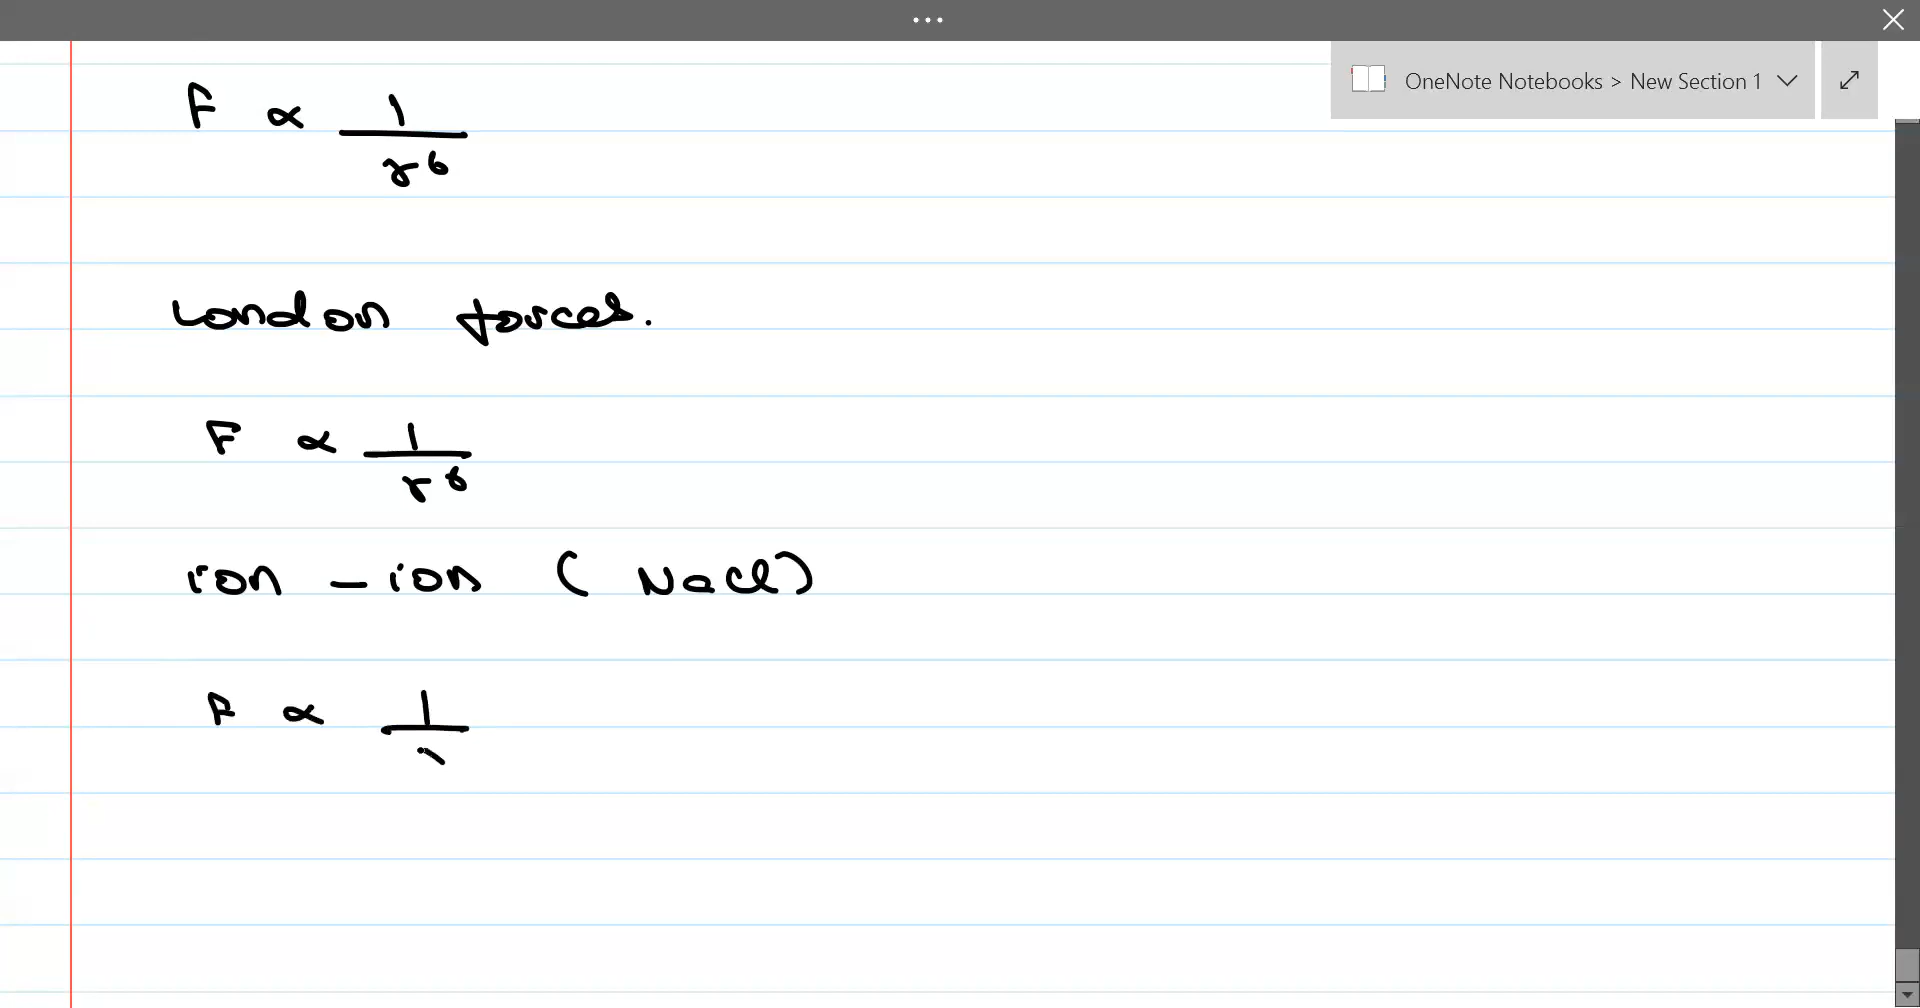 ...
OneNote Notebooks > New Section 1
F ∝ 1/r⁶
London forces.
F ∝ 1/r⁶
ion - ion ( NaCl)
F ∝ 1/